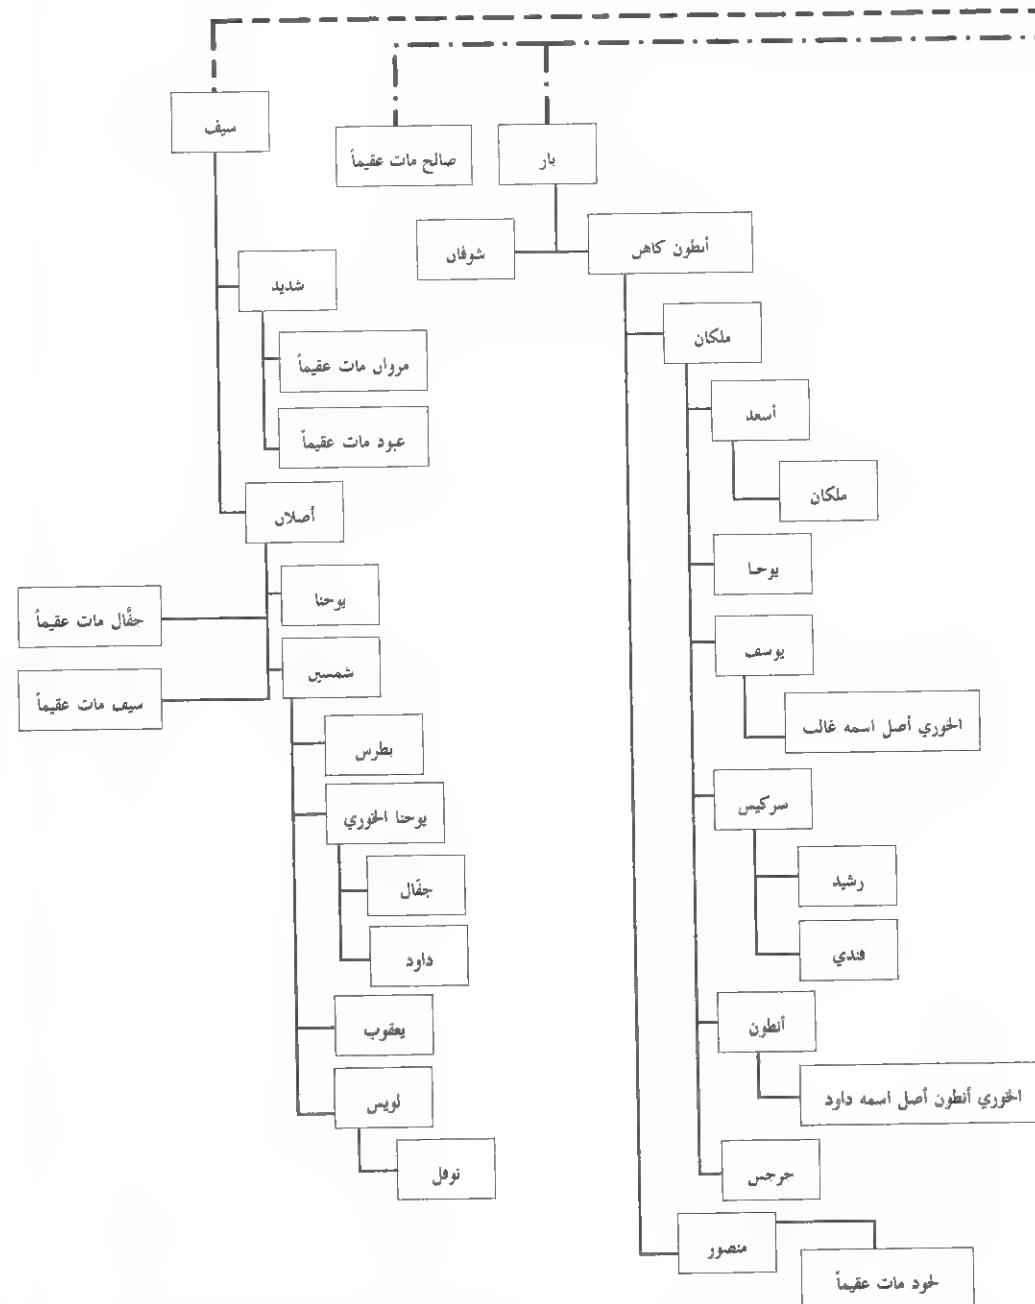 سيف
صالح مات عقيماً
بار
شوفان
أنطون كاهن
شديد
ملكان
مروان مات عقيماً
أسعد
عبود مات عقيماً
ملكان
أصلان
يوحنا
يوحنا
جفَّال مات عقيماً
شمسين
يوسف
سيف مات عقيماً
الخوري أصل اسمه غالب
بطرس
سركيس
يوحنا الخوري
رشيد
جفّال
فندي
داود
يعقوب
أنطون
لويس
الخوري أنطون أصل اسمه داود
نوفل
جرجس
منصور
لحود مات عقيماً